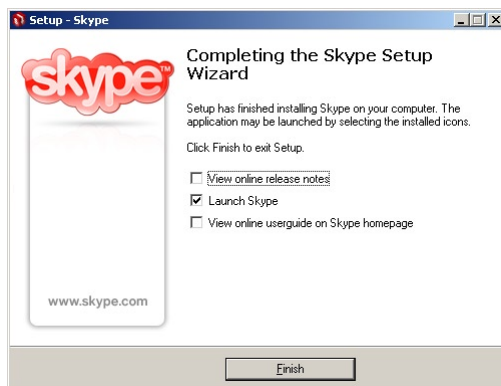 Setup - Skype
skype™
Completing the Skype Setup
Wizard
Setup has finished installing Skype on your computer. The
application may be launched by selecting the installed icons.
Click Finish to exit Setup.
View online release notes
Launch Skype
View online userguide on Skype homepage
www.skype.com
Finish